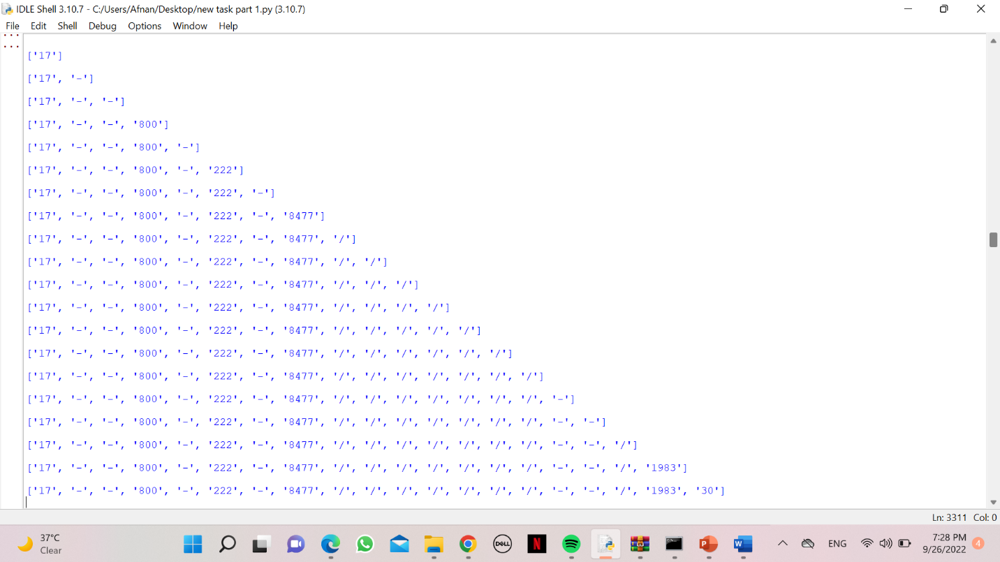 IDLE Shell 3.10.7 - C:/Users/Afnan/Desktop/new task part 1.py (3.10.7)
File Edit Shell Debug Options Window Help
...
...
['17']
['17', '-']
['17', '-', '-']
['17', '-', '-', '800']
['17', '-', '-', '800', '-']
['17', '-', '-', '800', '-', '222']
['17', '-', '-', '800', '-', '222', '-']
['17', '-', '-', '800', '-', '222', '-', '8477']
['17', '-', '-', '800', '-', '222', '-', '8477', '/']
['17', '-', '-', '800', '-', '222', '-', '8477', '/', '/']
['17', '-', '-', '800', '-', '222', '-', '8477', '/', '/', '/']
['17', '-', '-', '800', '-', '222', '-', '8477', '/', '/', '/', '/']
['17', '-', '-', '800', '-', '222', '-', '8477', '/', '/', '/', '/', '/']
['17', '-', '-', '800', '-', '222', '-', '8477', '/', '/', '/', '/', '/', '/']
['17', '-', '-', '800', '-', '222', '-', '8477', '/', '/', '/', '/', '/', '/', '/']
['17', '-', '-', '800', '-', '222', '-', '8477', '/', '/', '/', '/', '/', '/', '/', '-']
['17', '-', '-', '800', '-', '222', '-', '8477', '/', '/', '/', '/', '/', '/', '/', '-', '-']
['17', '-', '-', '800', '-', '222', '-', '8477', '/', '/', '/', '/', '/', '/', '/', '-', '-', '/']
['17', '-', '-', '800', '-', '222', '-', '8477', '/', '/', '/', '/', '/', '/', '/', '-', '-', '/', '1983']
['17', '-', '-', '800', '-', '222', '-', '8477', '/', '/', '/', '/', '/', '/', '/', '-', '-', '/', '1983', '30']
Ln: 3311 Col: 0
37°C
Clear
DELL
N
P
W
ENG
7:28 PM
9/26/2022
4